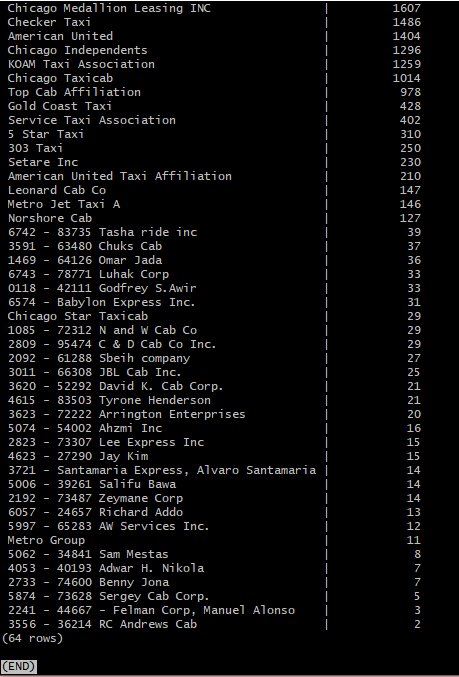 Chicago Medallion Leasing INC | 1607
Checker Taxi | 1486
American United | 1404
Chicago Independents | 1296
KOAM Taxi Association | 1259
Chicago Taxicab | 1014
Top Cab Affiliation | 978
Gold Coast Taxi | 428
Service Taxi Association | 402
5 Star Taxi | 310
303 Taxi | 250
Setare Inc | 230
American United Taxi Affiliation | 210
Leonard Cab Co | 147
Metro Jet Taxi A | 146
Norshore Cab | 127
6742 - 83735 Tasha ride inc | 39
3591 - 63480 Chuks Cab | 37
1469 - 64126 Omar Jada | 36
6743 - 78771 Luhak Corp | 33
0118 - 42111 Godfrey S.Awir | 33
6574 - Babylon Express Inc. | 31
Chicago Star Taxicab | 29
1085 - 72312 N and W Cab Co | 29
2809 - 95474 C & D Cab Co Inc. | 29
2092 - 61288 Sbeih company | 27
3011 - 66308 JBL Cab Inc. | 25
3620 - 52292 David K. Cab Corp. | 21
4615 - 83503 Tyrone Henderson | 21
3623 - 72222 Arrington Enterprises | 20
5074 - 54002 Ahzmi Inc | 16
2823 - 73307 Lee Express Inc | 15
4623 - 27290 Jay Kim | 15
3721 - Santamaria Express, Alvaro Santamaria | 14
5006 - 39261 Salifu Bawa | 14
2192 - 73487 Zeymane Corp | 14
6057 - 24657 Richard Addo | 13
5997 - 65283 AW Services Inc. | 12
Metro Group | 11
5062 - 34841 Sam Mestas | 8
4053 - 40193 Adwar H. Nikola | 7
2733 - 74600 Benny Jona | 7
5874 - 73628 Sergey Cab Corp. | 5
2241 - 44667 - Felman Corp, Manuel Alonso | 3
3556 - 36214 RC Andrews Cab | 2
(64 rows)
(END)